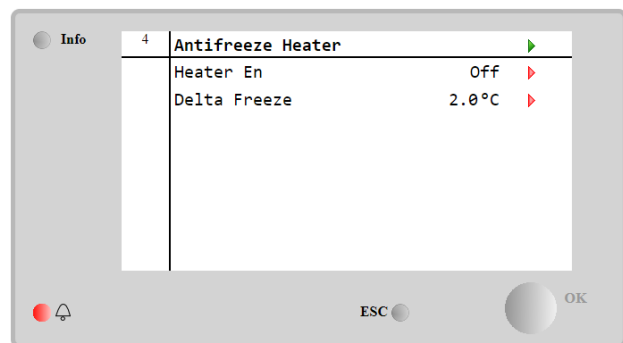 Info
4 Antifreeze Heater
Heater En Off
Delta Freeze 2.0°C
ESC
OK